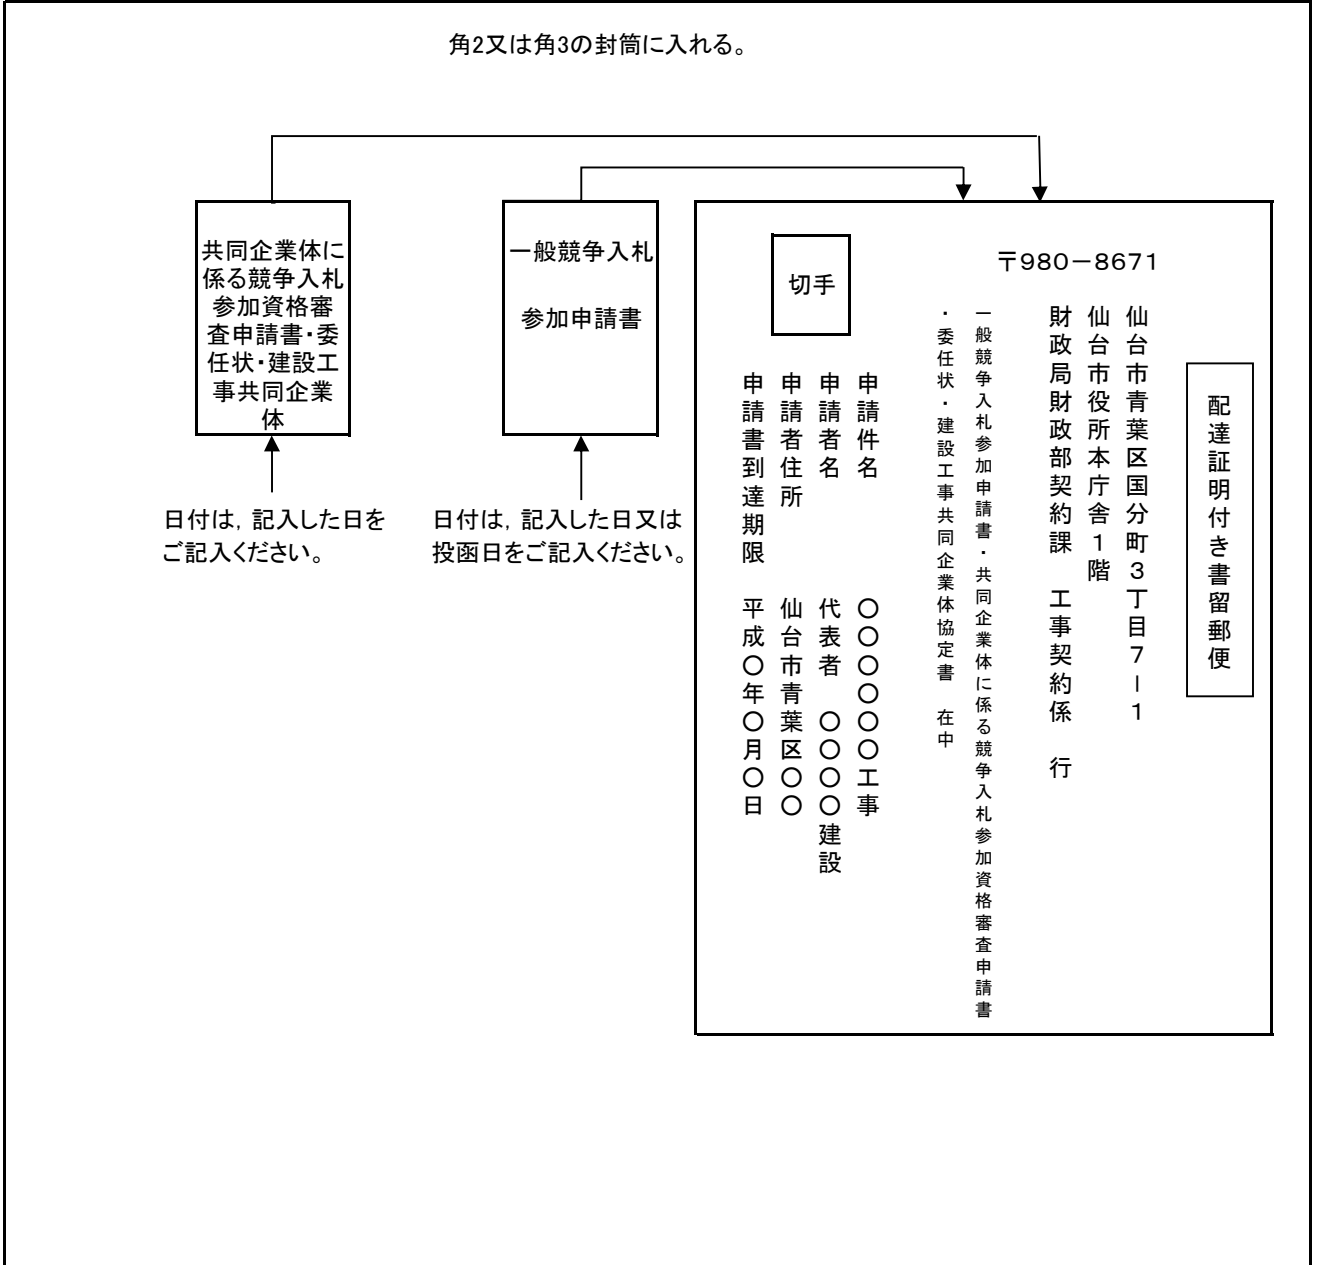 角2又は角3の封筒に入れる。
共同企業体に
係る競争入札
参加資格審
査申請書・委
任状・建設工
事共同企業
体
日付は，記入した日を
ご記入ください。
一般競争入札
参加申請書
日付は，記入した日又は
投函日をご記入ください。
配達証明付き書留郵便
〒980－8671
仙台市青葉区国分町３丁目７－１
仙台市役所本庁舎１階
財政局財政部契約課　工事契約係　行
一般競争入札参加申請書・共同企業体に係る競争入札参加資格審査申請書
・委任状・建設工事共同企業体協定書　在中
切手
申請件名　〇〇〇〇〇〇工事
申請者名　代表者　〇〇〇〇建設
申請者住所　仙台市青葉区〇〇
申請書到達期限　平成〇年〇月〇日